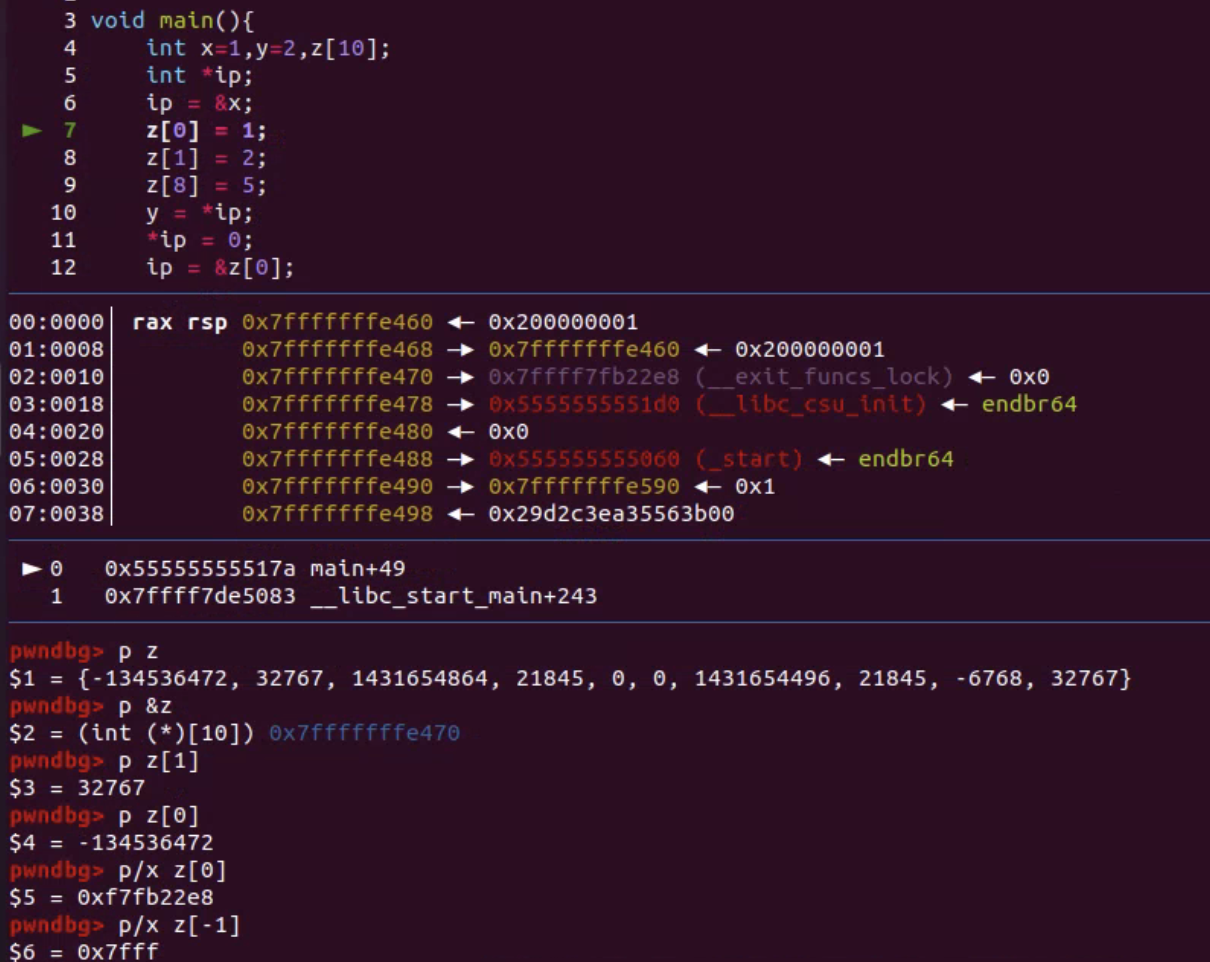 3 void main(){
4 int x=1,y=2,z[10];
5 int *ip;
6 ip = &x;
► 7 z[0] = 1;
8 z[1] = 2;
9 z[8] = 5;
10 y = *ip;
11 *ip = 0;
12 ip = &z[0];
00:0000│ rax rsp 0x7fffffffe460 ◂— 0x200000001
01:0008│ 0x7fffffffe468 —▸ 0x7fffffffe460 ◂— 0x200000001
02:0010│ 0x7fffffffe470 —▸ 0x7ffff7fb22e8 (__exit_funcs_lock) ◂— 0x0
03:0018│ 0x7fffffffe478 —▸ 0x5555555551d0 (__libc_csu_init) ◂— endbr64
04:0020│ 0x7fffffffe480 ◂— 0x0
05:0028│ 0x7fffffffe488 —▸ 0x555555555060 (_start) ◂— endbr64
06:0030│ 0x7fffffffe490 —▸ 0x7fffffffe590 ◂— 0x1
07:0038│ 0x7fffffffe498 ◂— 0x29d2c3ea35563b00
► 0 0x55555555517a main+49
1 0x7ffff7de5083 __libc_start_main+243
pwndbg> p z
$1 = {-134536472, 32767, 1431654864, 21845, 0, 0, 1431654496, 21845, -6768, 32767}
pwndbg> p &z
$2 = (int (*)[10]) 0x7fffffffe470
pwndbg> p z[1]
$3 = 32767
pwndbg> p z[0]
$4 = -134536472
pwndbg> p/x z[0]
$5 = 0xf7fb22e8
pwndbg> p/x z[-1]
$6 = 0x7fff